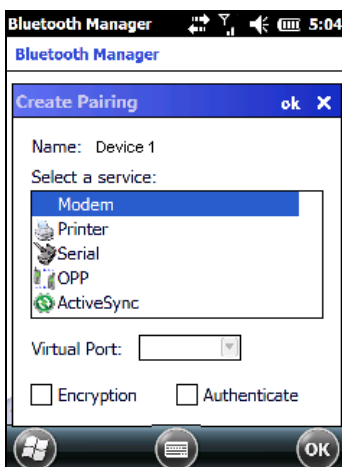 Bluetooth Manager 5:04
Bluetooth Manager
Create Pairing ok
Name: Device 1
Select a service:
Modem
Printer
Serial
OPP
ActiveSync
Virtual Port:
Encryption Authenticate
OK